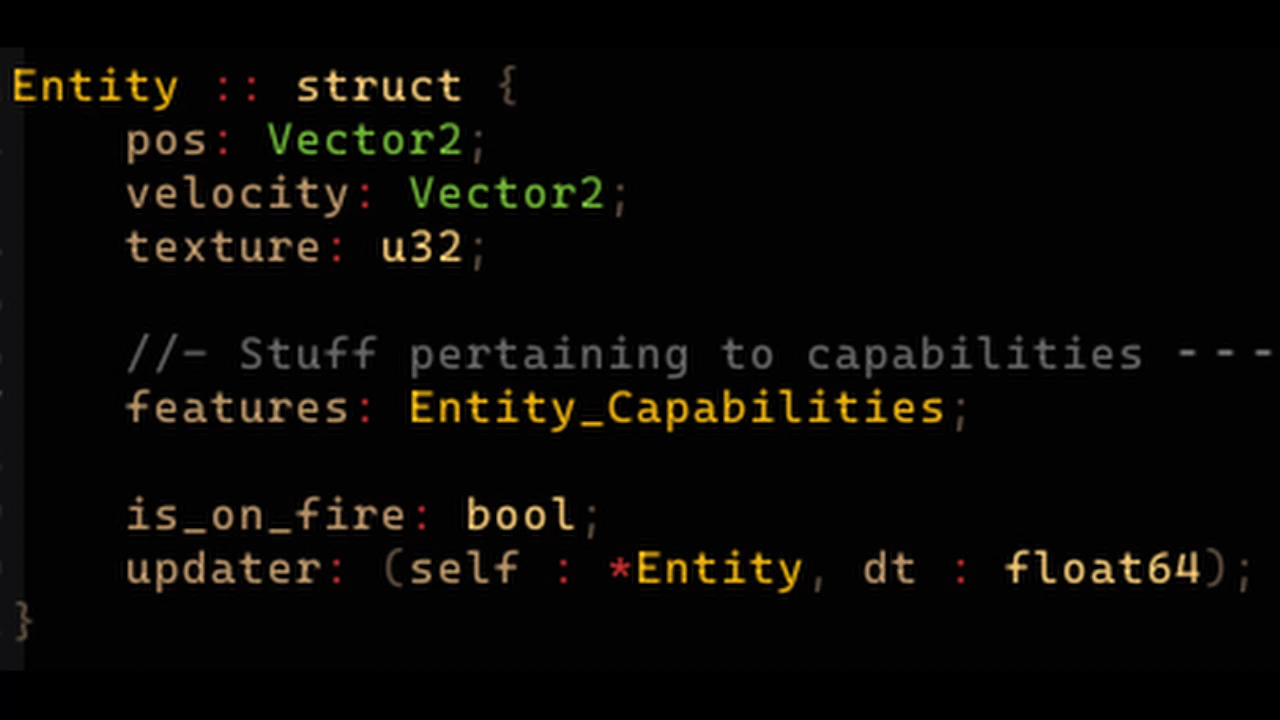 Entity :: struct {
    pos: Vector2;
    velocity: Vector2;
    texture: u32;
    //- Stuff pertaining to capabilities ---
    features: Entity_Capabilities;
    is_on_fire: bool;
    updater: (self : *Entity, dt : float64);
}